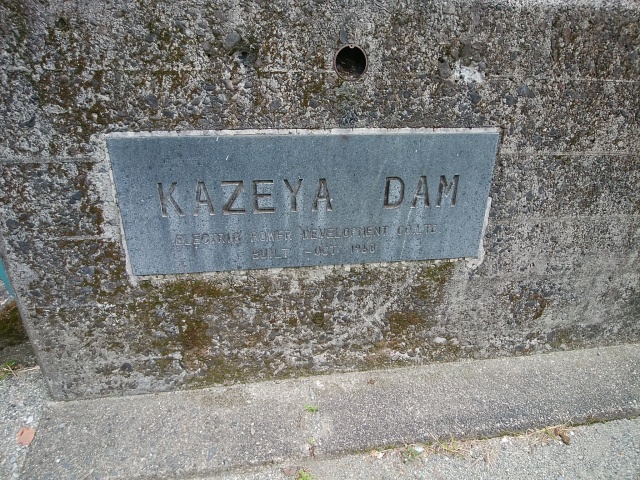 KAZEYA DAM
ELECTRIC POWER DEVELOPMENT CO.LTD.
BUILT OCT. 1960